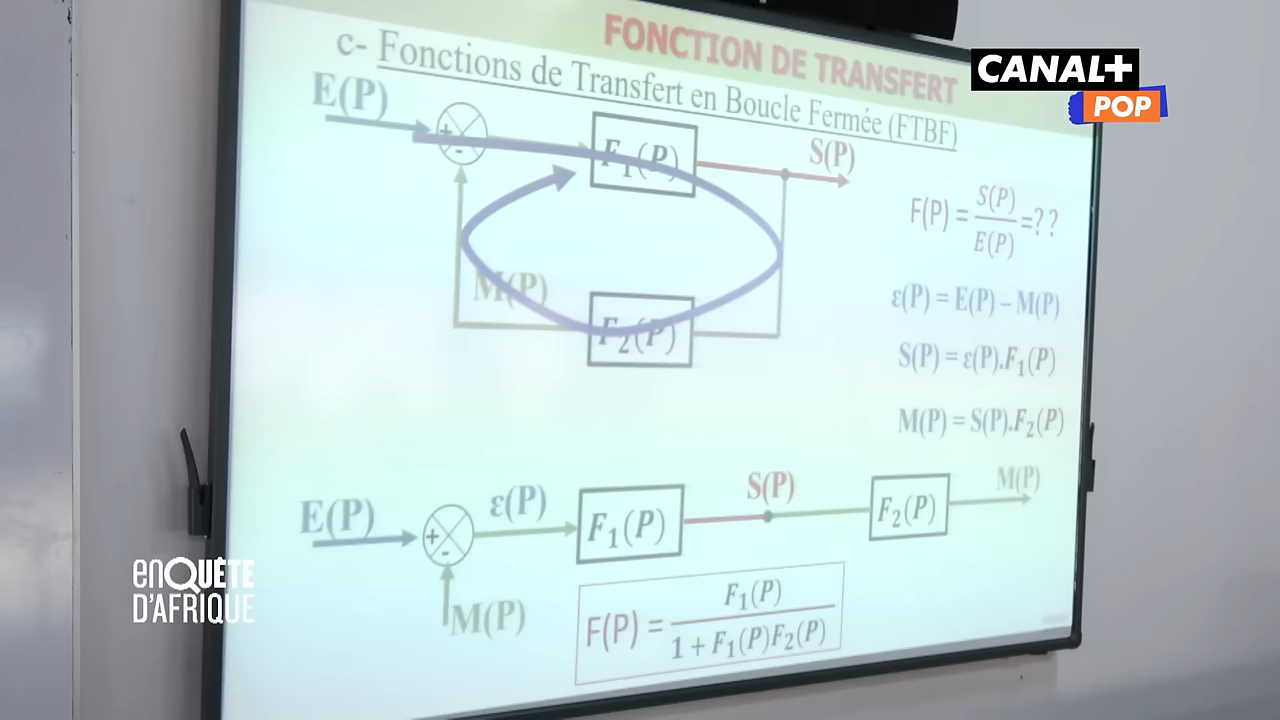 FONCTION DE TRANSFERT
c- Fonctions de Transfert en Boucle Fermée (FTBF)
CANAL+
POP
E(P)
+
-
F₁(P)
S(P)
M(P)
F₂(P)
F(P) = S(P)/E(P) =??
ε(P) = E(P) – M(P)
S(P) = ε(P).F₁(P)
M(P) = S(P).F₂(P)
E(P)
+
-
ε(P)
F₁(P)
S(P)
F₂(P)
M(P)
M(P)
F(P) = F₁(P)/1 + F₁(P)F₂(P)
enQUÊTE
D'AFRIQUE